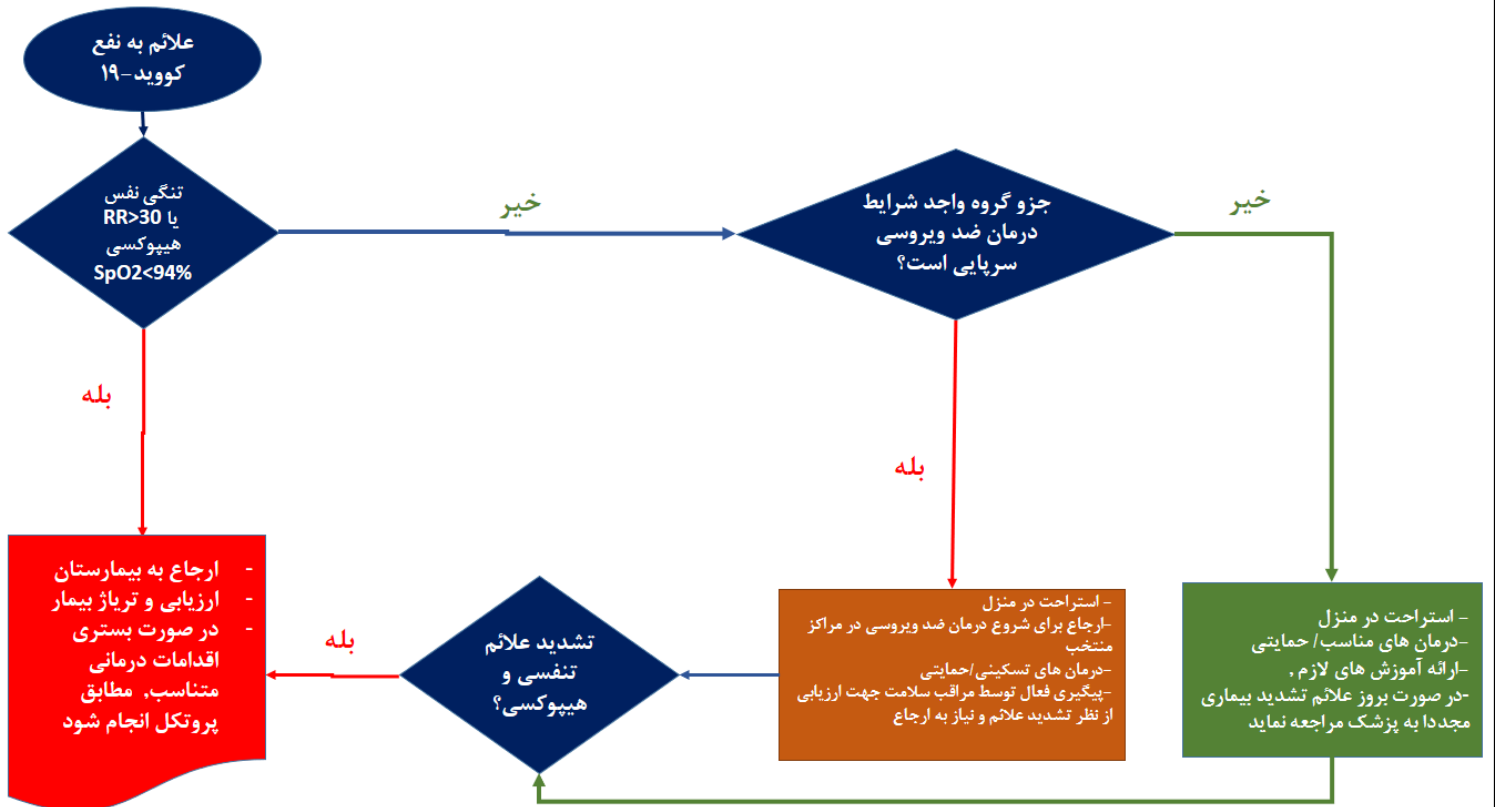 علائم به نفع
کووید-۱۹
تنگی نفس
یا RR>30
هیپوکسی
SpO2<94%
خیر
جزو گروه واجد شرایط
درمان ضد ویروسی
سرپایی است؟
خیر
بله
بله
- ارجاع به بیمارستان
- ارزیابی و تریاژ بیمار
- در صورت بستری
اقدامات درمانی
متناسب, مطابق
پروتکل انجام شود
بله
تشدید علائم
تنفسی و
هیپوکسی؟
- استراحت در منزل
-ارجاع برای شروع درمان ضد ویروسی در مراکز
منتخب
-درمان های تسکینی/حمایتی
-پیگیری فعال توسط مراقب سلامت جهت ارزیابی
از نظر تشدید علائم و نیاز به ارجاع
- استراحت در منزل
-درمان های مناسب/ حمایتی
-ارائه آموزش های لازم ,
-در صورت بروز علائم تشدید بیماری
مجددا به پزشک مراجعه نماید